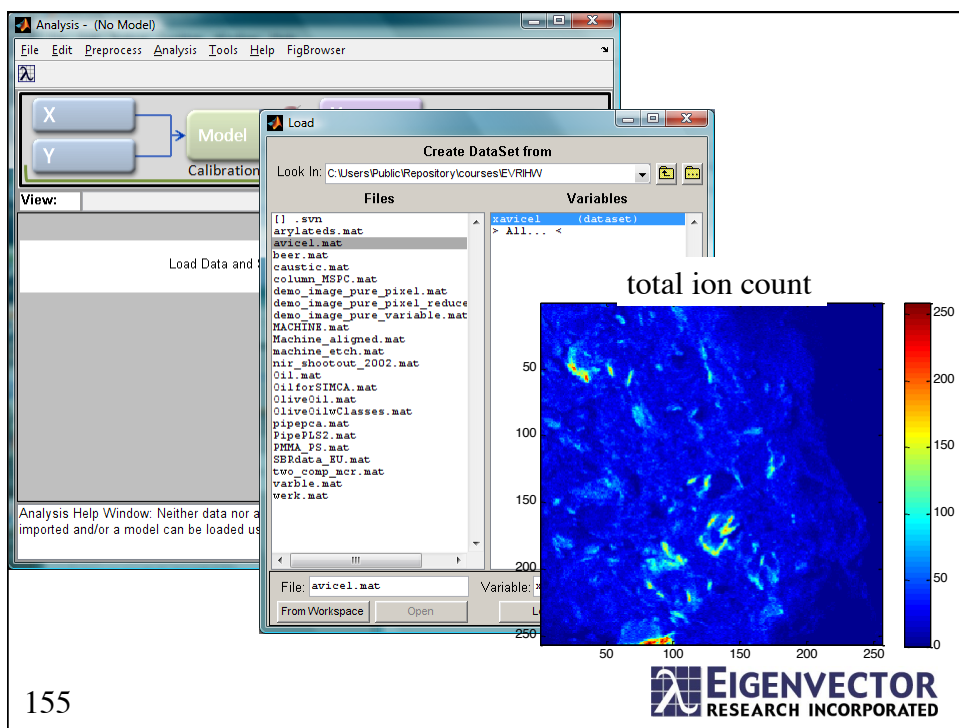 Analysis - (No Model)
File Edit Preprocess Analysis Tools Help FigBrowser
X
Y
Model
Calibration
View:
Load Data and
Analysis Help Window: Neither data nor a
imported and/or a model can be loaded us
Load
Create DataSet from
Look In: C:\Users\Public\Repository\courses\EVRIHW
Files
[] .svn
arylateds.mat
avicel.mat
beer.mat
caustic.mat
column_MSPC.mat
demo_image_pure_pixel.mat
demo_image_pure_pixel_reduce
demo_image_pure_variable.mat
MACHINE.mat
Machine_aligned.mat
machine_etch.mat
nir_shootout_2002.mat
Oil.mat
OilforSIMCA.mat
OliveOil.mat
OliveOilwClasses.mat
pipepca.mat
PipePLS2.mat
PMMA_PS.mat
SBRdata_EU.mat
two_comp_mcr.mat
varble.mat
werk.mat
Variables
xavicel (dataset)
> All... <
File: avicel.mat
Variable: x
From Workspace
Open
total ion count
50
100
150
200
250
50 100 150 200 250
250
200
150
100
50
0
155
EIGENVECTOR
RESEARCH INCORPORATED